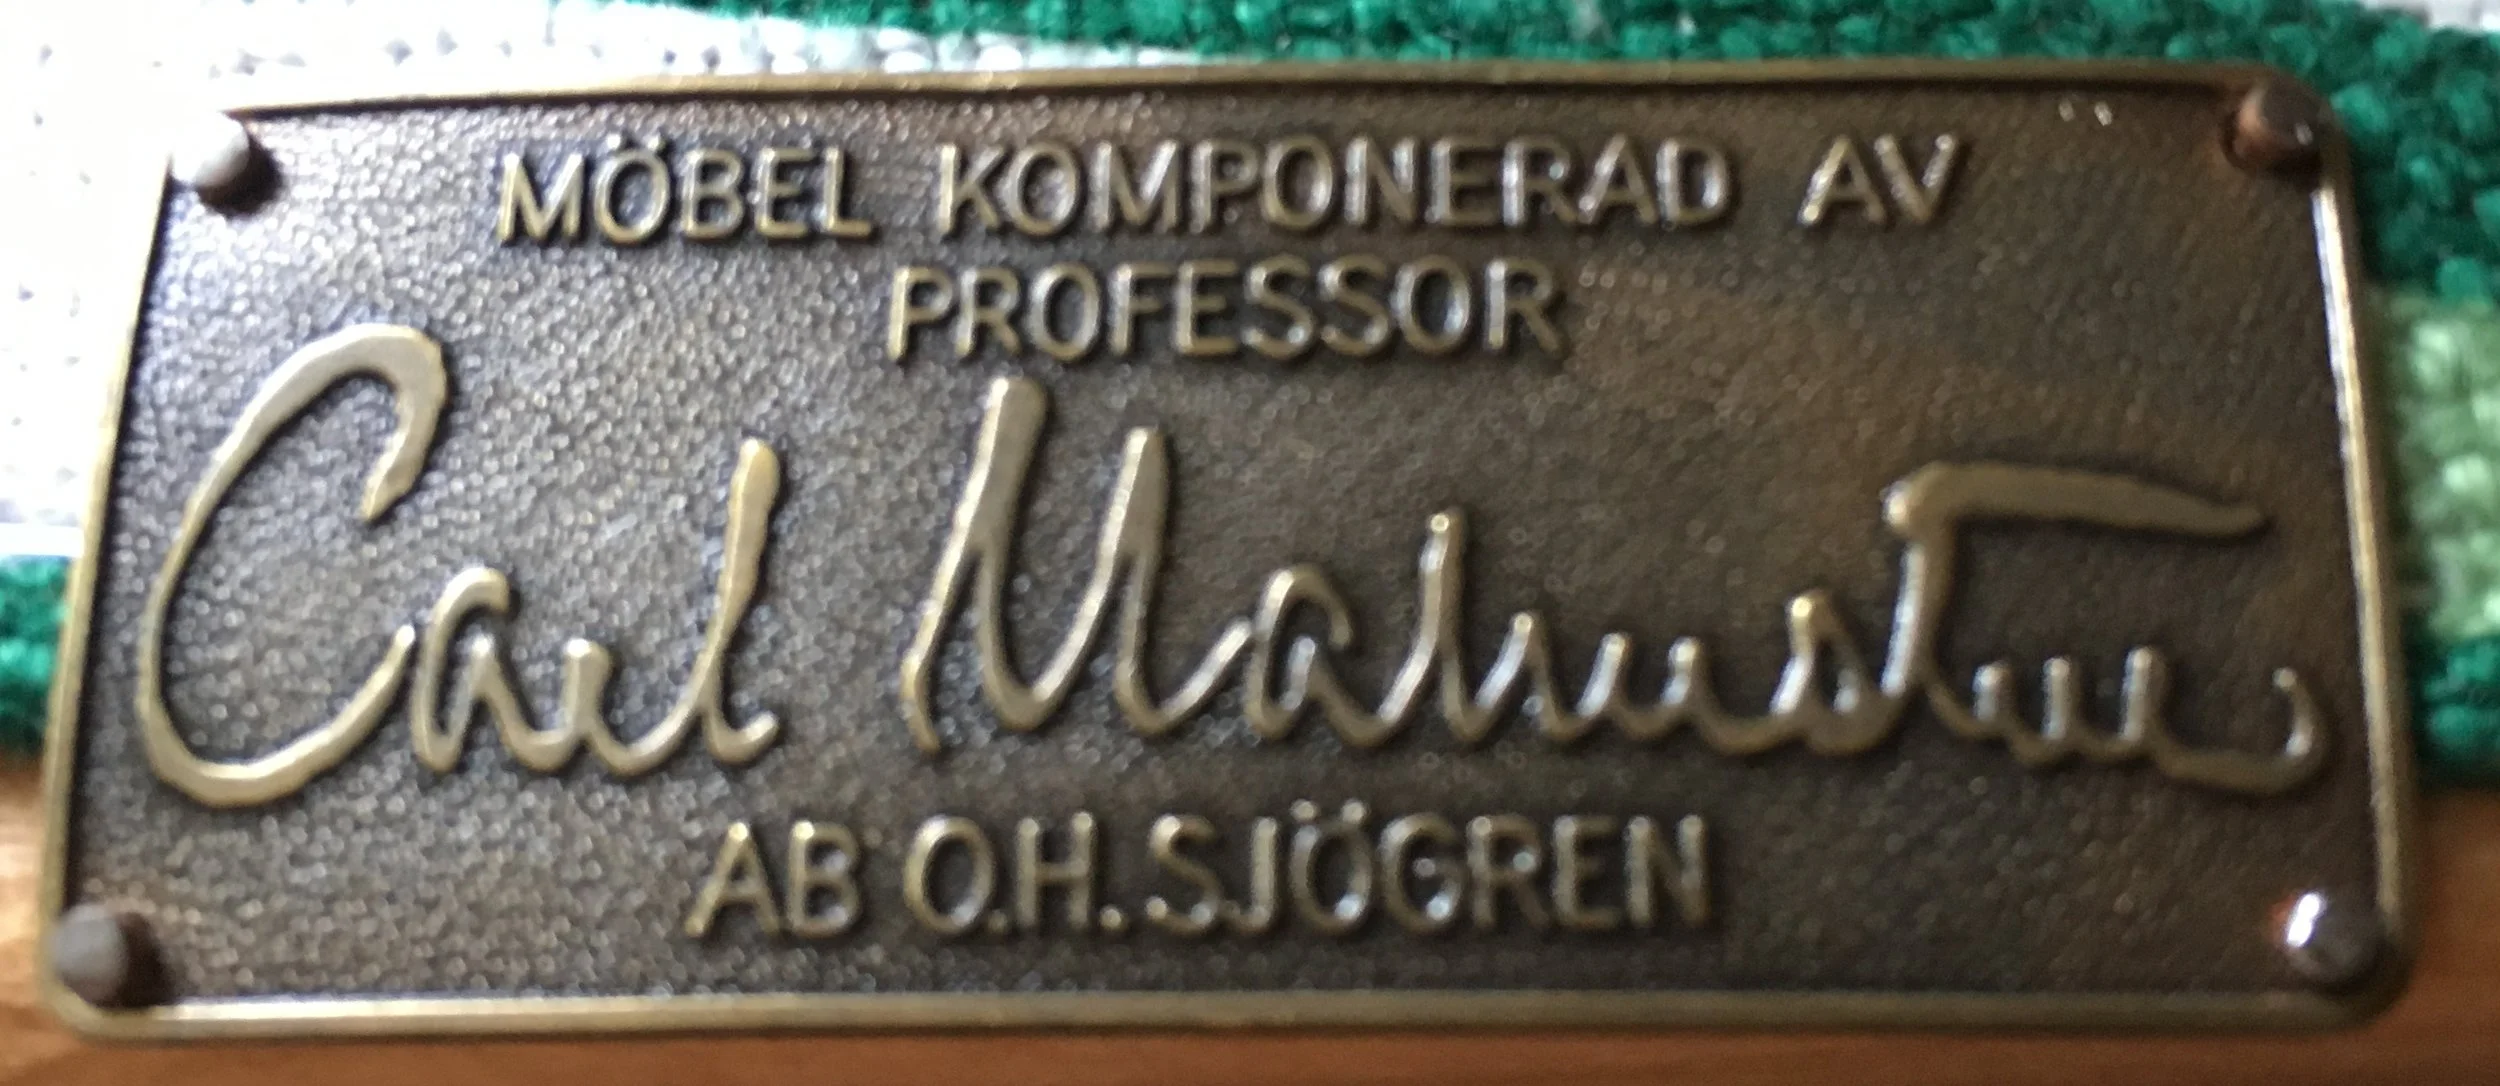 MÖBEL KOMPONERAD AV
PROFESSOR
Carl Malmsten
AB O.H. SJÖGREN